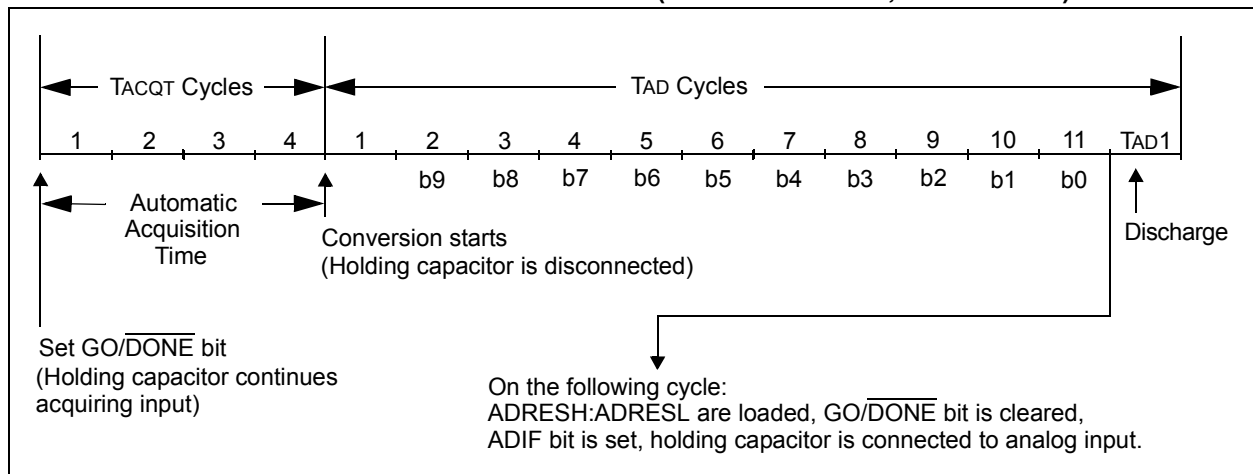 TACQT Cycles
TAD Cycles
1 2 3 4 1 2 3 4 5 6 7 8 9 10 11 TAD1
b9 b8 b7 b6 b5 b4 b3 b2 b1 b0
Automatic
Acquisition
Time
Conversion starts
(Holding capacitor is disconnected)
Discharge
Set GO/DONE bit
(Holding capacitor continues
acquiring input)
On the following cycle:
ADRESH:ADRESL are loaded, GO/DONE bit is cleared,
ADIF bit is set, holding capacitor is connected to analog input.